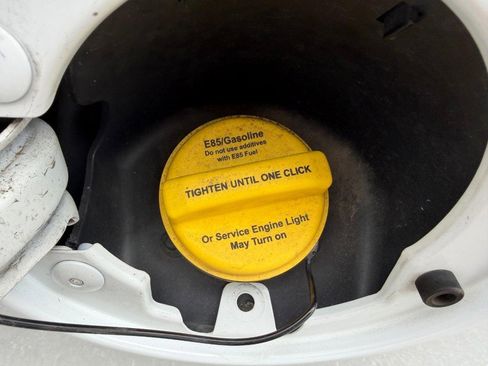 E85/Gasoline
Do not use additives
with E85 Fuel
TIGHTEN UNTIL ONE CLICK
Or Service Engine Light
May Turn on